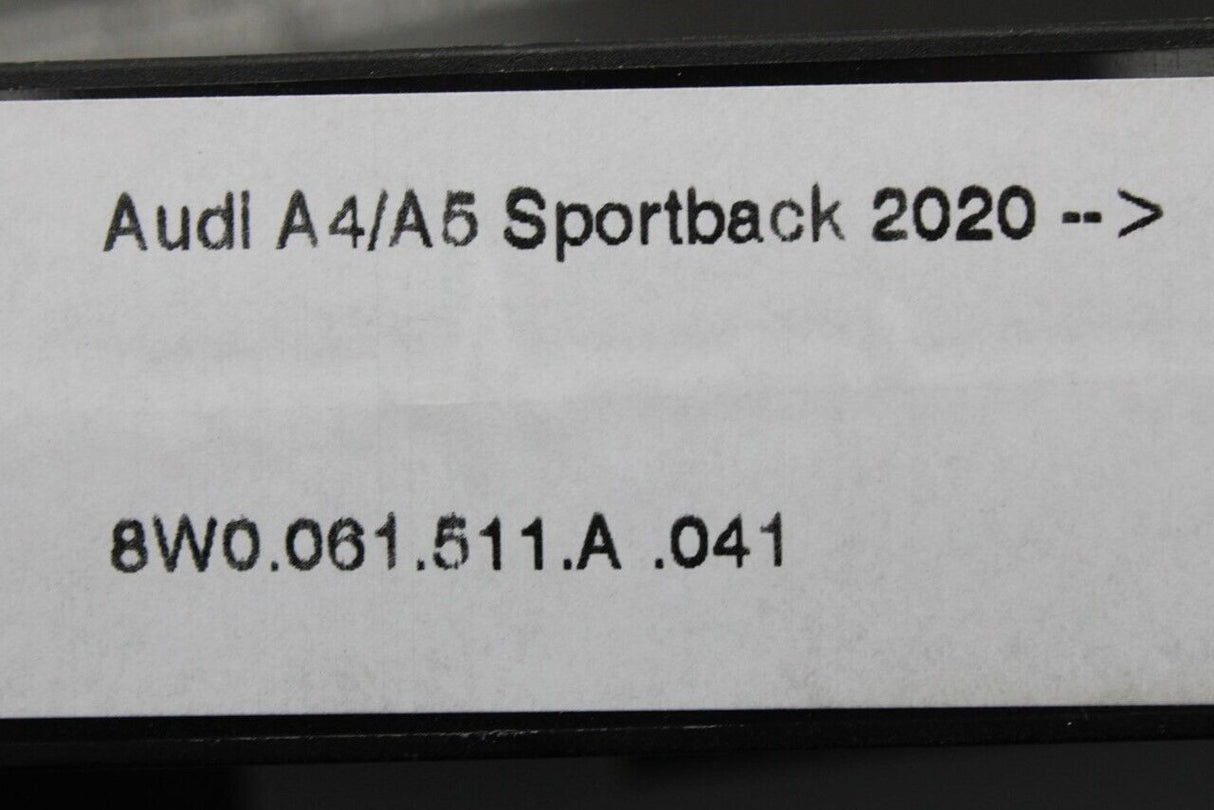 Audi A4/A5 Sportback 2020 -->
8W0.061.511.A .041